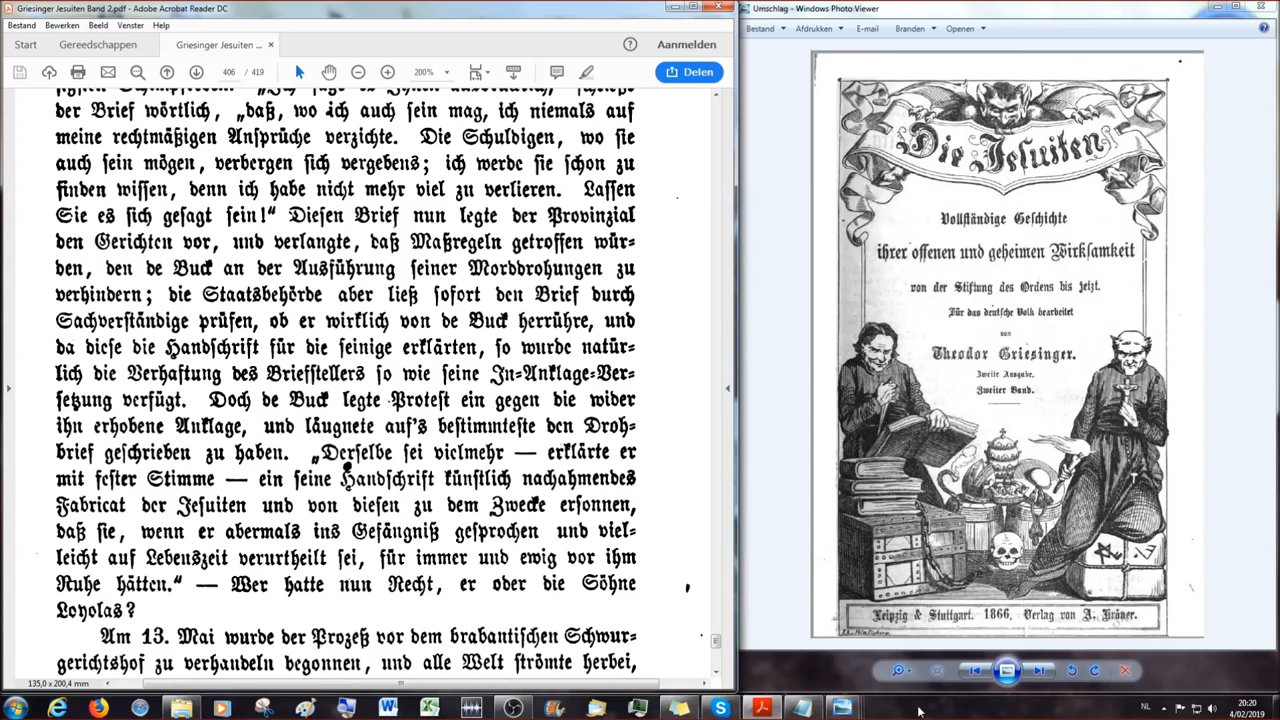 Griesinger Jesuiten Band 2.pdf - Adobe Acrobat Reader DC
Bestand Bewerken Beeld Venster Help
Start Gereedschappen Griesinger Jesuiten ... × Aanmelden
406 / 419 200% Delen
der Brief wörtlich, „daß, wo ich auch sein mag, ich niemals auf
meine rechtmäßigen Ansprüche verzichte. Die Schuldigen, wo sie
auch sein mögen, verbergen sich vergebens; ich werde sie schon zu
finden wissen, denn ich habe nicht mehr viel zu verlieren. Lassen
Sie es sich gesagt sein!“ Diesen Brief nun legte der Provinzial
den Gerichten vor, und verlangte, daß Maßregeln getroffen wür-
den, den de Buck an der Ausführung seiner Morddrohungen zu
verhindern; die Staatsbehörde aber ließ sofort den Brief durch
Sachverständige prüfen, ob er wirklich von de Buck herrühre, und
da diese die Handschrift für die seinige erklärten, so wurde natür-
lich die Verhaftung des Briefstellers so wie seine In-Anklage-Ver-
setzung verfügt. Doch de Buck legte Protest ein gegen die wider
ihn erhobene Anklage, und läugnete auf's bestimmteste den Droh-
brief geschrieben zu haben. „Derselbe sei vielmehr — erklärte er
mit fester Stimme — ein seine Handschrift künstlich nachahmendes
Fabricat der Jesuiten und von diesen zu dem Zwecke ersonnen,
daß sie, wenn er abermals ins Gefängniß gesprochen und viel-
leicht auf Lebenszeit verurtheilt sei, für immer und ewig vor ihm
Ruhe hätten.“ — Wer hatte nun Recht, er oder die Söhne
Loyolas?
Am 13. Mai wurde der Prozeß vor dem brabantischen Schwur-
gerichtshof zu verhandeln begonnen, und alle Welt strömte herbei,
135,0 x 200,4 mm
Umschlag - Windows Photo Viewer
Bestand Afdrukken E-mail Branden Openen
Die Jesuiten
Vollständige Geschichte
ihrer offenen und geheimen Wirksamkeit
von der Stiftung des Ordens bis jetzt.
Für das deutsche Volk bearbeitet
von
Theodor Griesinger.
Zweite Ausgabe.
Zweiter Band.
Leipzig & Stuttgart. 1866. Verlag von A. Kröner.
NL
20:20
4/02/2019